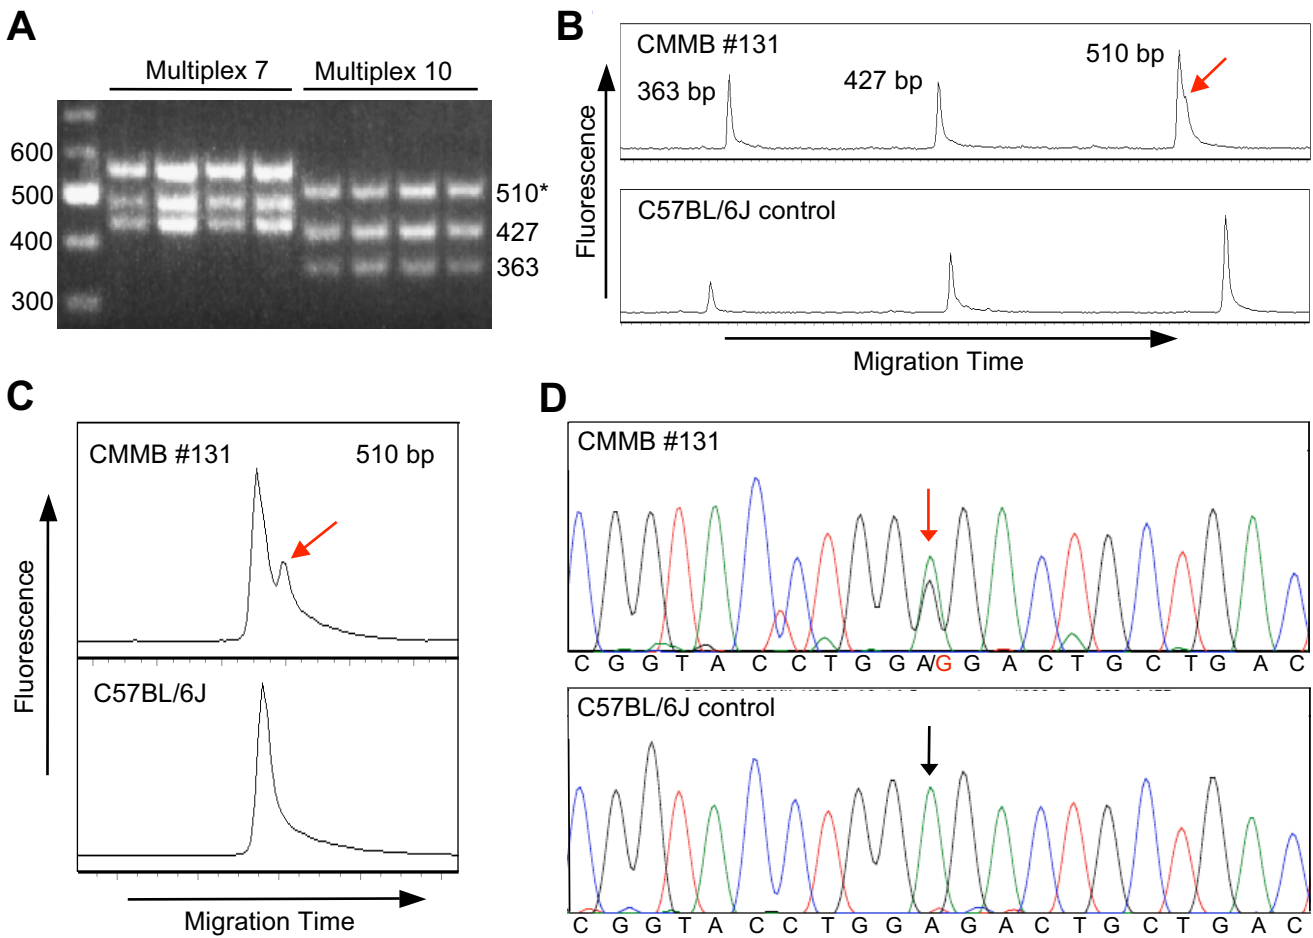 A
Multiplex 7 Multiplex 10
600
500
400
300
510*
427
363
B
CMMB #131
363 bp
427 bp
510 bp
C57BL/6J control
Fluorescence
Migration Time
C
CMMB #131 510 bp
C57BL/6J
Fluorescence
Migration Time
D
CMMB #131
C G G T A C C T G G A/G G A C T G C T G A C
C57BL/6J control
C G G T A C C T G G A G A C T G C T G A C